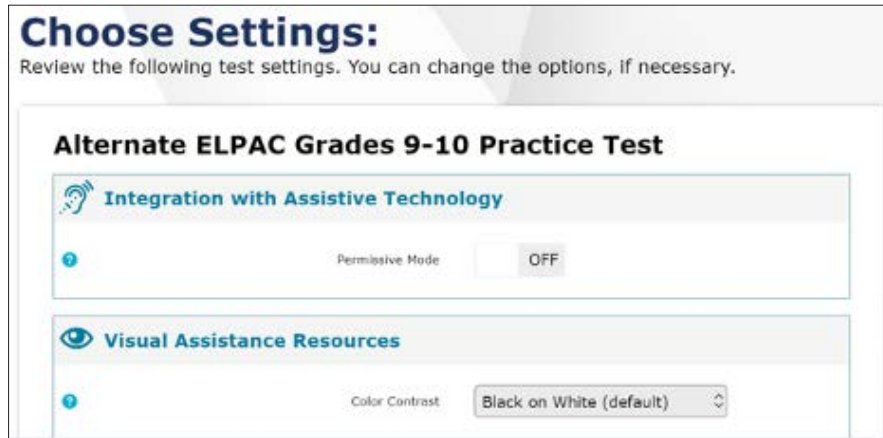 Choose Settings:
Review the following test settings. You can change the options, if necessary.
Alternate ELPAC Grades 9-10 Practice Test
Integration with Assistive Technology
? Permissive Mode OFF
Visual Assistance Resources
? Color Contrast Black on White (default)